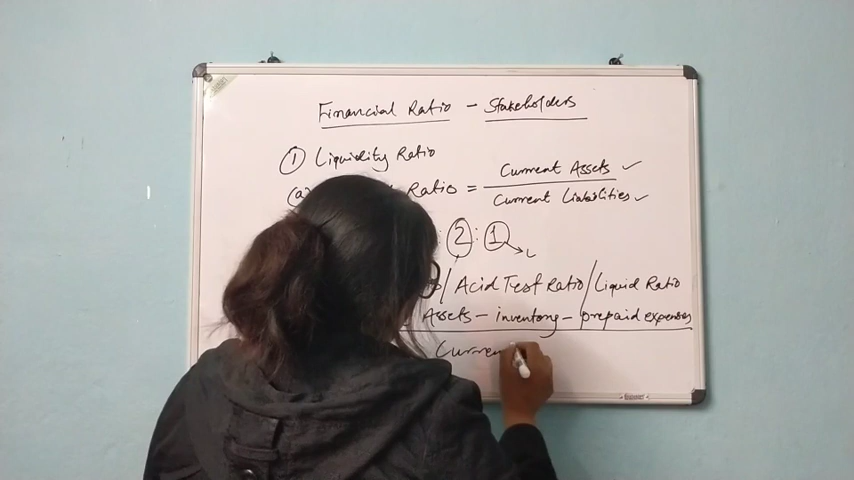 Financial Ratio - Stakeholders
① Liquidity Ratio
(a) Ratio = Current Assets ✓
Current Liabilities ✓
: 2 : 1
/ Acid Test Ratio / Liquid Ratio
Assets - inventory - prepaid expenses
Curren